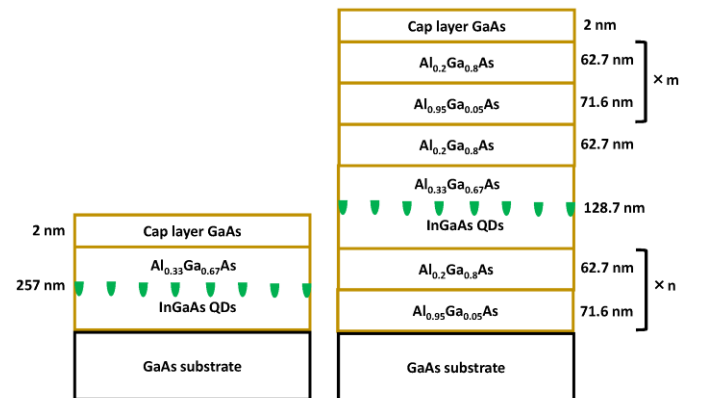 Cap layer GaAs 2 nm
Al0.2Ga0.8As 62.7 nm
× m
Al0.95Ga0.05As 71.6 nm
Al0.2Ga0.8As 62.7 nm
Al0.33Ga0.67As
128.7 nm
InGaAs QDs
Al0.2Ga0.8As 62.7 nm
× n
Al0.95Ga0.05As 71.6 nm
GaAs substrate
2 nm Cap layer GaAs
Al0.33Ga0.67As
257 nm
InGaAs QDs
GaAs substrate